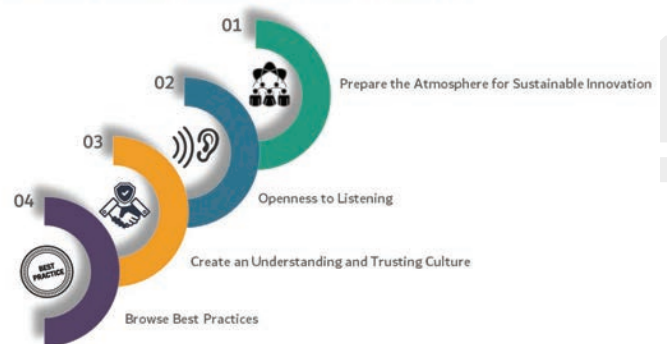 01
Prepare the Atmosphere for Sustainable Innovation
02
Openness to Listening
03
Create an Understanding and Trusting Culture
04
BEST
PRACTICE
Browse Best Practices